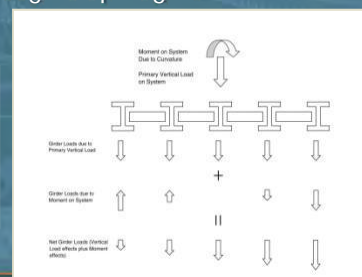 Moment on System
Due to Curvature
Primary Vertical Load
on System
Girder Loads due to
Primary Vertical Load
+
Girder Loads due to
Moment on System
=
Net Girder Loads (Vertical
Load effects plus Moment
effects)